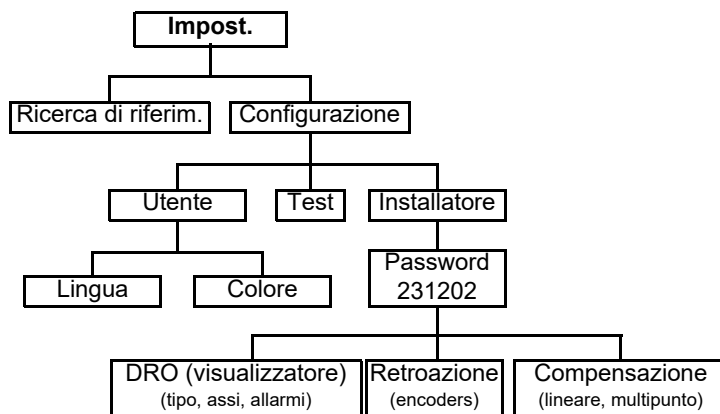 Impost.
Ricerca di riferim.
Configurazione
Utente
Test
Installatore
Lingua
Colore
Password
231202
DRO (visualizzatore)
(tipo, assi, allarmi)
Retroazione
(encoders)
Compensazione
(lineare, multipunto)